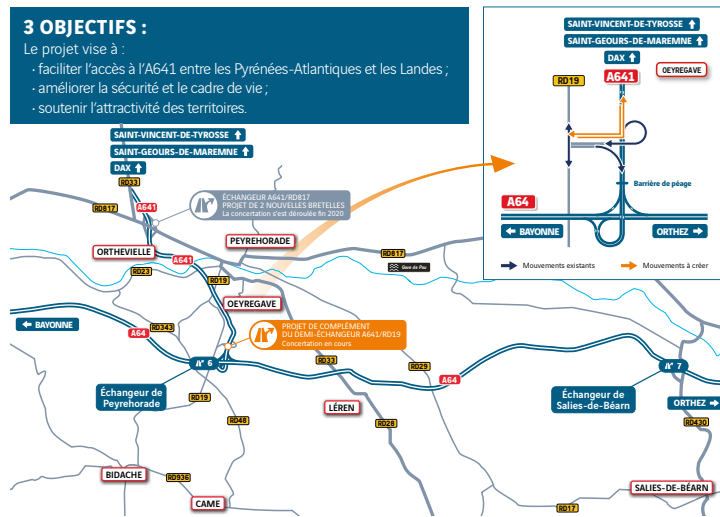 3 OBJECTIFS :
Le projet vise à :
· faciliter l'accès à l'A641 entre les Pyrénées-Atlantiques et les Landes ;
· améliorer la sécurité et le cadre de vie ;
· soutenir l'attractivité des territoires.
SAINT-VINCENT-DE-TYROSSE ↑
SAINT-GEOURS-DE-MAREMNE ↑
DAX ↑
RD19
A641
OEYREGAVE
Barrière de péage
A64
← BAYONNE
ORTHEZ →
Mouvements existants
Mouvements à créer
SAINT-VINCENT-DE-TYROSSE ↑
SAINT-GEOURS-DE-MAREMNE ↑
DAX ↑
RD33
RD817
A641
ÉCHANGEUR A641/RD817
PROJET DE 2 NOUVELLES BRETELLES
La concertation s'est déroulée fin 2020
PEYREHORADE
ORTHEVIELLE
A641
RD817
Gave de Pau
RD23
RD19
OEYREGAVE
← BAYONNE
A64
RD343
PROJET DE COMPLÉMENT
DU DEMI-ÉCHANGEUR A641/RD19
Concertation en cours
6
RD33
RD29
A64
7
Échangeur de
Peyrehorade
RD19
Échangeur de
Salies-de-Béarn
ORTHEZ →
LÉREN
RD48
RD28
RD430
BIDACHE
RD936
CAME
SALIES-DE-BÉARN
RD17